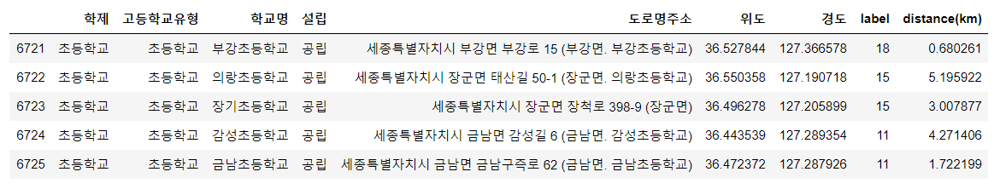 학제 고등학교유형 학교명 설립 도로명주소 위도 경도 label distance(km)
6721 초등학교 초등학교 부강초등학교 공립 세종특별자치시 부강면 부강로 15 (부강면. 부강초등학교) 36.527844 127.366578 18 0.680261
6722 초등학교 초등학교 의랑초등학교 공립 세종특별자치시 장군면 태산길 50-1 (장군면. 의랑초등학교) 36.550358 127.190718 15 5.195922
6723 초등학교 초등학교 장기초등학교 공립 세종특별자치시 장군면 장척로 398-9 (장군면) 36.496278 127.205899 15 3.007877
6724 초등학교 초등학교 감성초등학교 공립 세종특별자치시 금남면 감성길 6 (금남면. 감성초등학교) 36.443539 127.289354 11 4.271406
6725 초등학교 초등학교 금남초등학교 공립 세종특별자치시 금남면 금남구즉로 62 (금남면. 금남초등학교) 36.472372 127.287926 11 1.722199